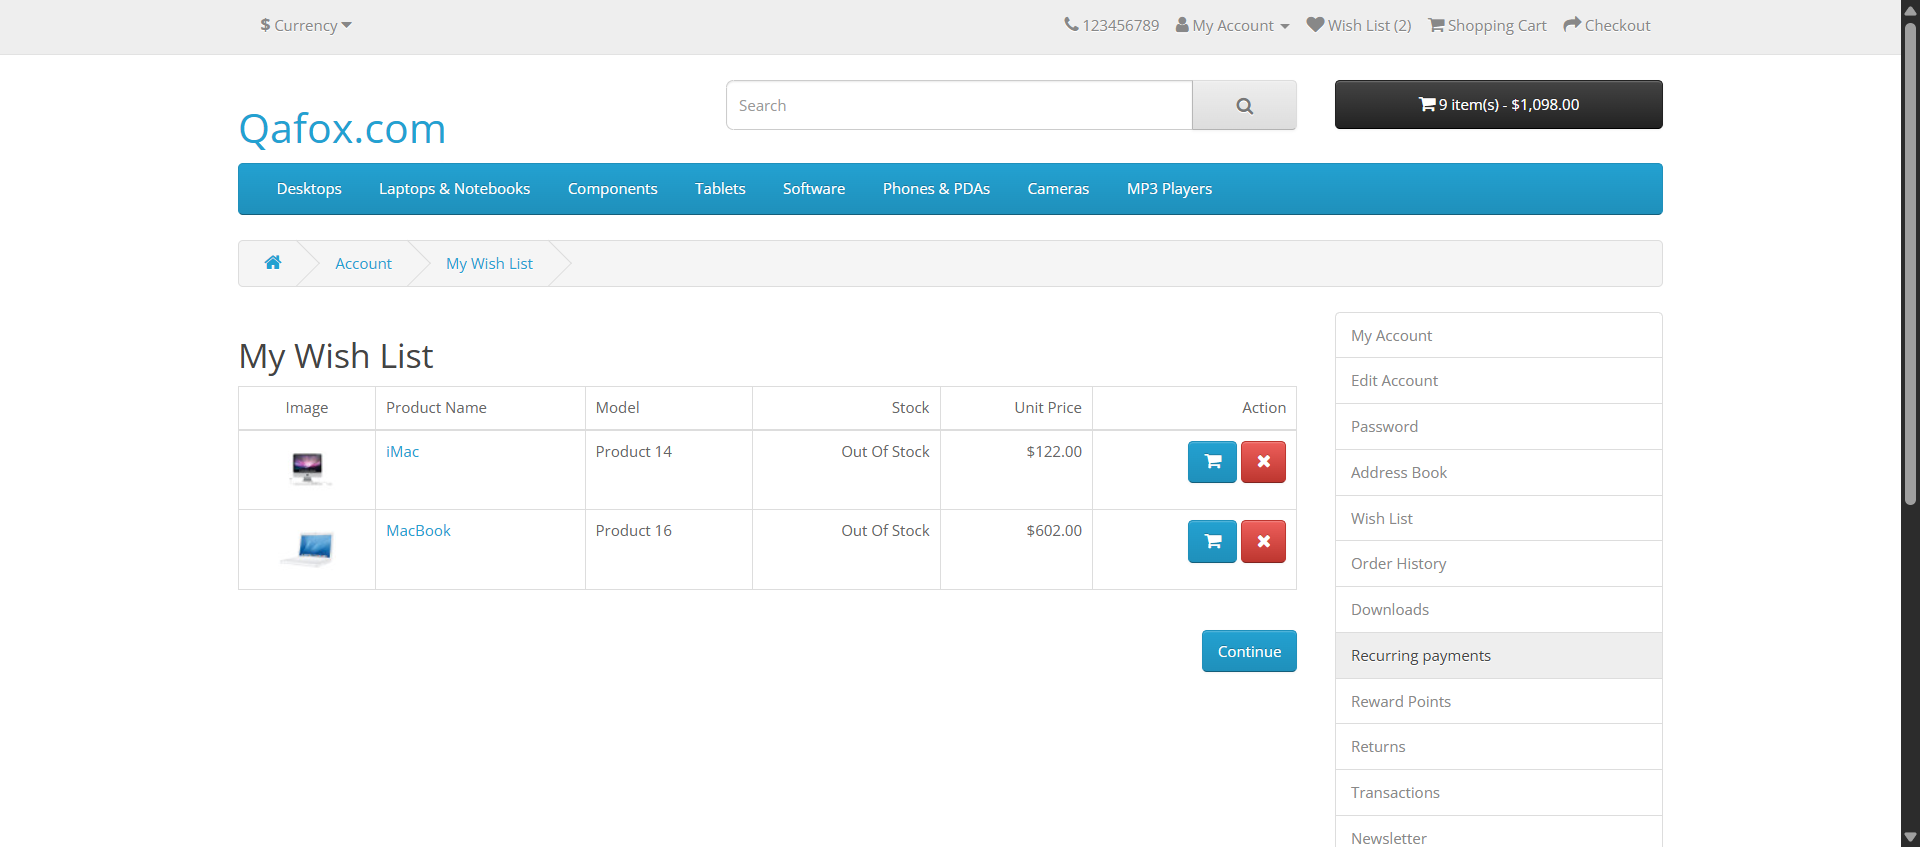 $ Currency
123456789 My Account Wish List (2) Shopping Cart Checkout
Qafox.com
Search
9 item(s) - $1,098.00
Desktops Laptops & Notebooks Components Tablets Software Phones & PDAs Cameras MP3 Players
Account My Wish List
My Wish List
Image Product Name Model Stock Unit Price Action
iMac Product 14 Out Of Stock $122.00
MacBook Product 16 Out Of Stock $602.00
Continue
My Account
Edit Account
Password
Address Book
Wish List
Order History
Downloads
Recurring payments
Reward Points
Returns
Transactions
Newsletter